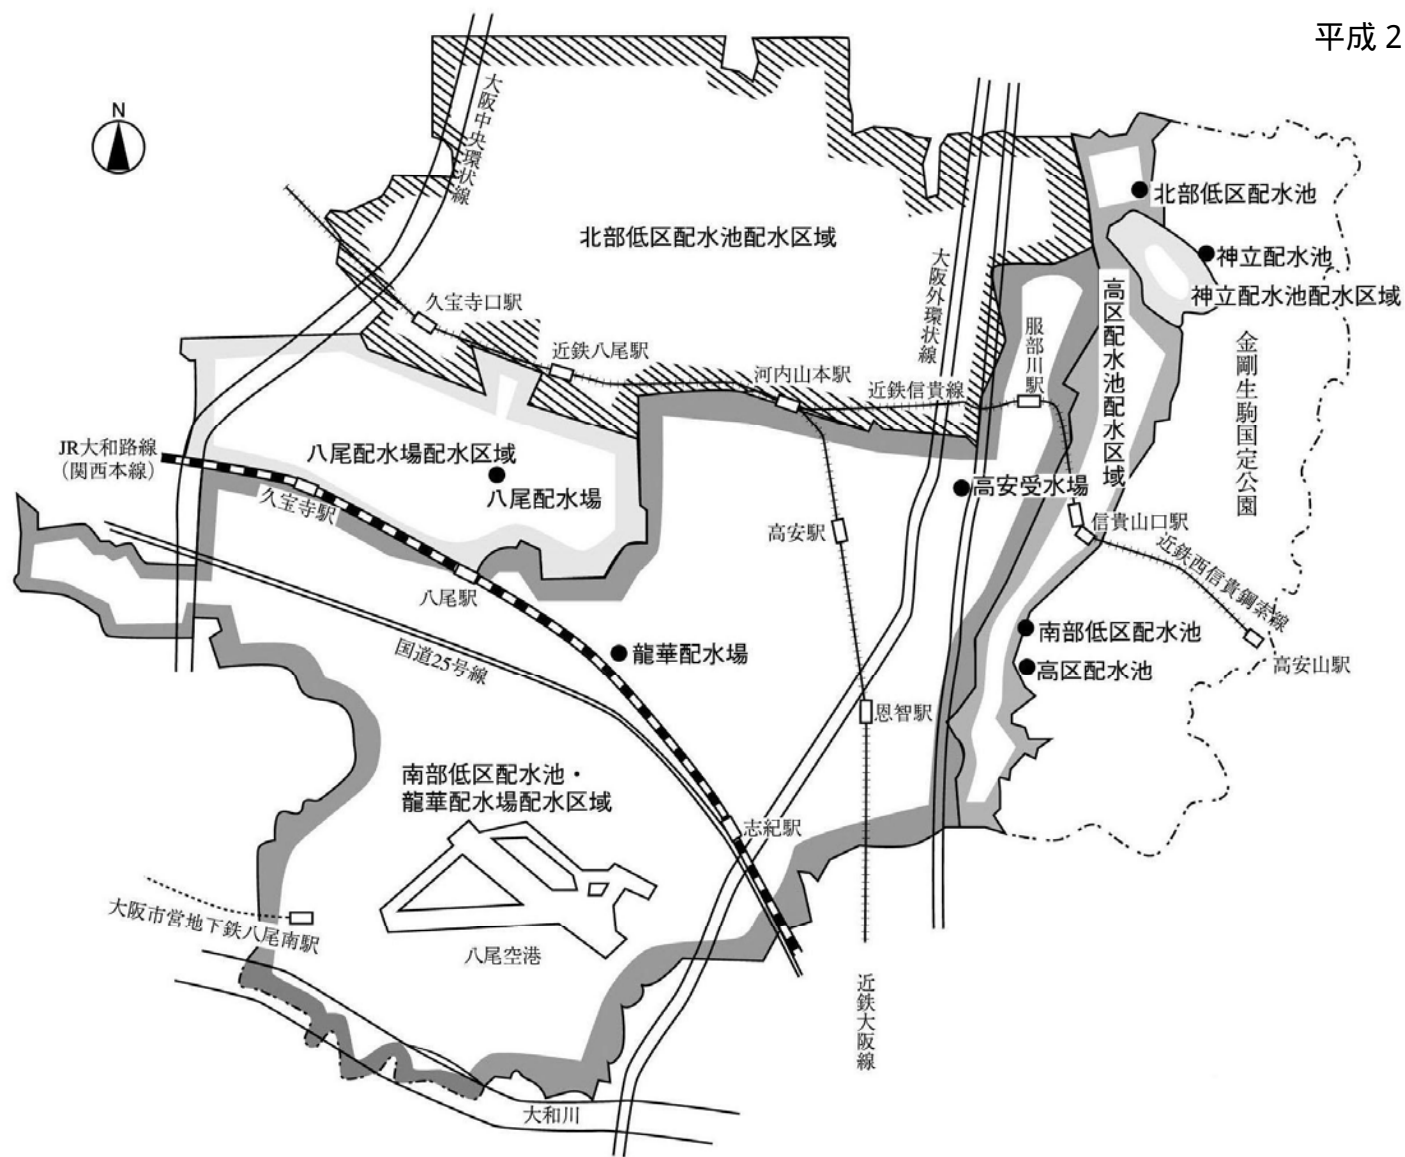 平成 2
N
大阪中央環状線
北部低区配水池
北部低区配水池配水区域
神立配水池
大阪外環状線
高区配水池配水区域
神立配水池配水区域
久宝寺口駅
服部川駅
金剛生駒国定公園
近鉄八尾駅
河内山本駅
近鉄信貴線
JR大和路線
(関西本線)
八尾配水場配水区域
八尾配水場
久宝寺駅
高安受水場
高安駅
信貴山口駅
近鉄西信貴鋼索線
八尾駅
国道25号線
龍華配水場
南部低区配水池
高区配水池
高安山駅
恩智駅
南部低区配水池・
龍華配水場配水区域
志紀駅
大阪市営地下鉄八尾南駅
八尾空港
近鉄大阪線
大和川